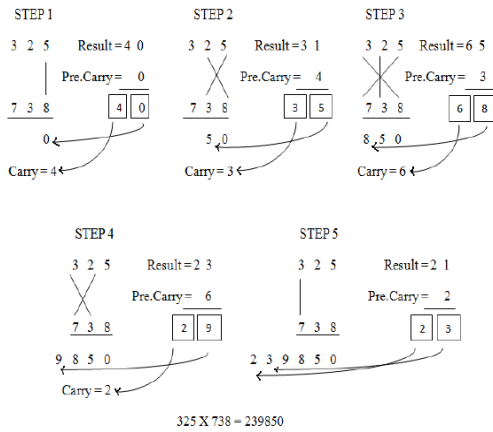 STEP 1
3 2 5 Result = 4 0
Pre.Carry = 0
7 3 8 4 0
0
Carry = 4
STEP 2
3 2 5 Result = 3 1
Pre.Carry = 4
7 3 8 3 5
5 0
Carry = 3
STEP 3
3 2 5 Result = 6 5
Pre.Carry = 3
7 3 8 6 8
8 5 0
Carry = 6
STEP 4
3 2 5 Result = 2 3
Pre.Carry = 6
7 3 8 2 9
9 8 5 0
Carry = 2
STEP 5
3 2 5 Result = 2 1
Pre.Carry = 2
7 3 8 2 3
2 3 9 8 5 0
325 X 738 = 239850